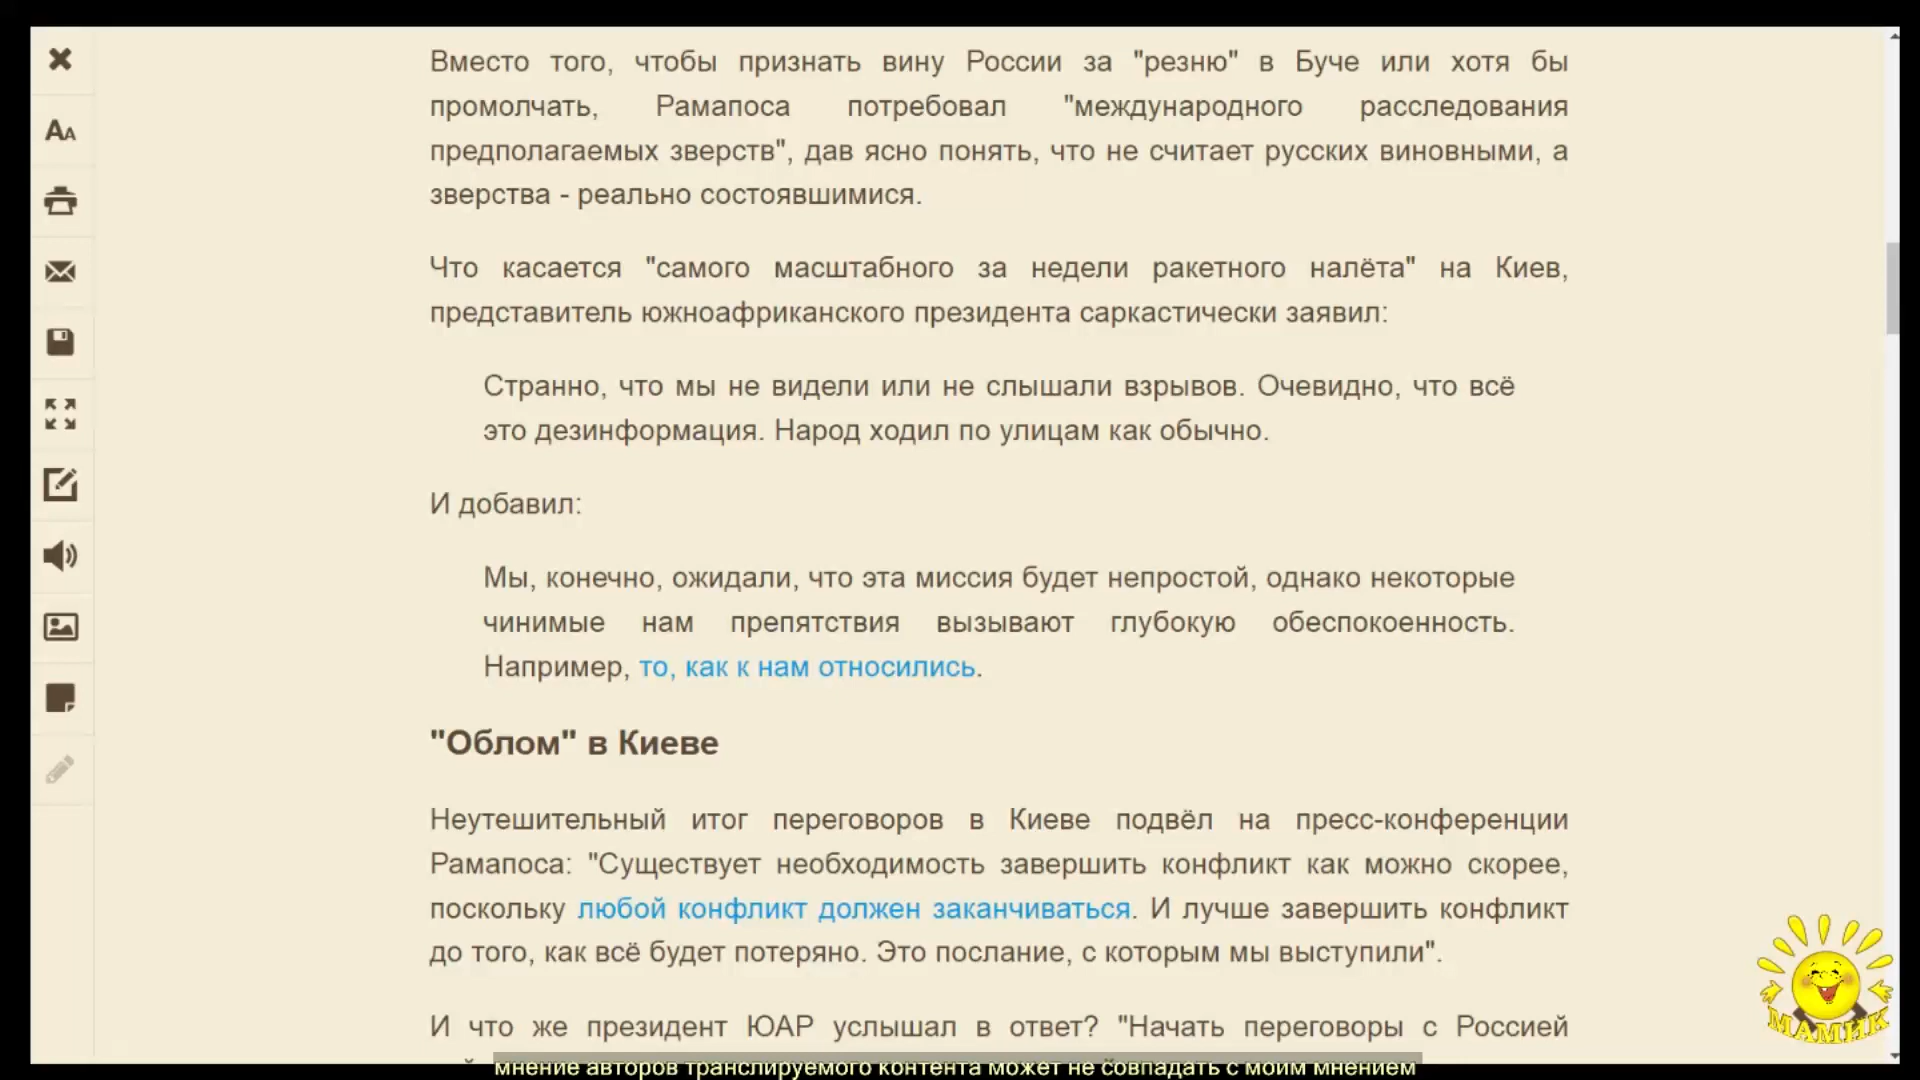 Вместо того, чтобы признать вину России за "резню" в Буче или хотя бы
промолчать, Рамапоса потребовал "международного расследования
предполагаемых зверств", дав ясно понять, что не считает русских виновными, а
зверства - реально состоявшимися.
Что касается "самого масштабного за недели ракетного налёта" на Киев,
представитель южноафриканского президента саркастически заявил:
Странно, что мы не видели или не слышали взрывов. Очевидно, что всё
это дезинформация. Народ ходил по улицам как обычно.
И добавил:
Мы, конечно, ожидали, что эта миссия будет непростой, однако некоторые
чинимые нам препятствия вызывают глубокую обеспокоенность.
Например, то, как к нам относились.
"Облом" в Киеве
Неутешительный итог переговоров в Киеве подвёл на пресс-конференции
Рамапоса: "Существует необходимость завершить конфликт как можно скорее,
поскольку любой конфликт должен заканчиваться. И лучше завершить конфликт
до того, как всё будет потеряно. Это послание, с которым мы выступили".
И что же президент ЮАР услышал в ответ? "Начать переговоры с Россией
мнение авторов транслируемого контента может не совпадать с моим мнением
МАМИК